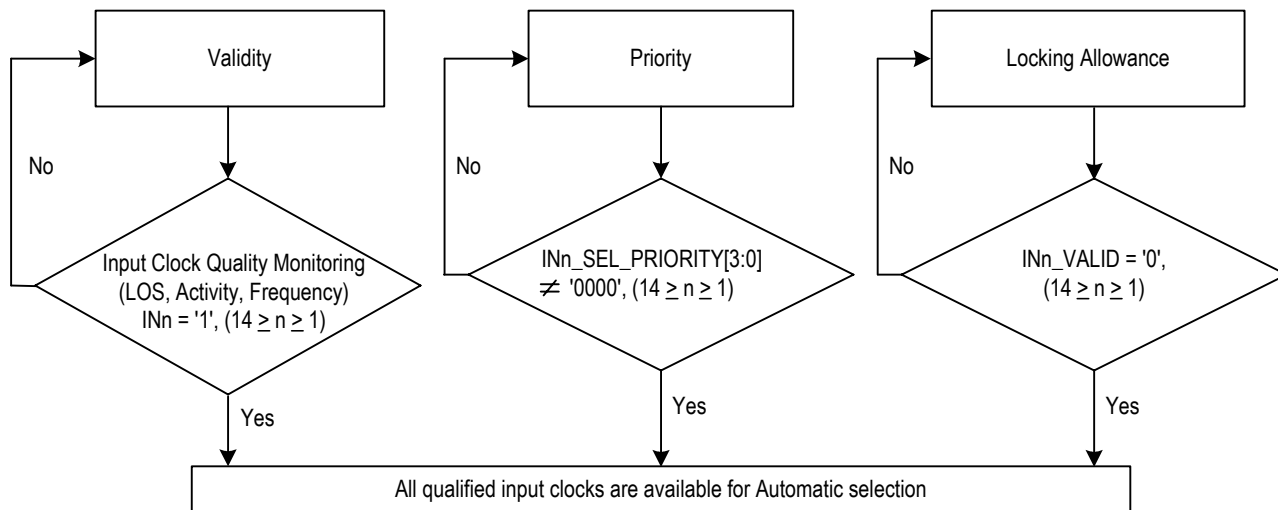 Validity
Priority
Locking Allowance
No
No
No
Input Clock Quality Monitoring
(LOS, Activity, Frequency)
INn = '1', (14 ≥ n ≥ 1)
INn_SEL_PRIORITY[3:0]
≠ '0000', (14 ≥ n ≥ 1)
INn_VALID = '0',
(14 ≥ n ≥ 1)
Yes
Yes
Yes
All qualified input clocks are available for Automatic selection